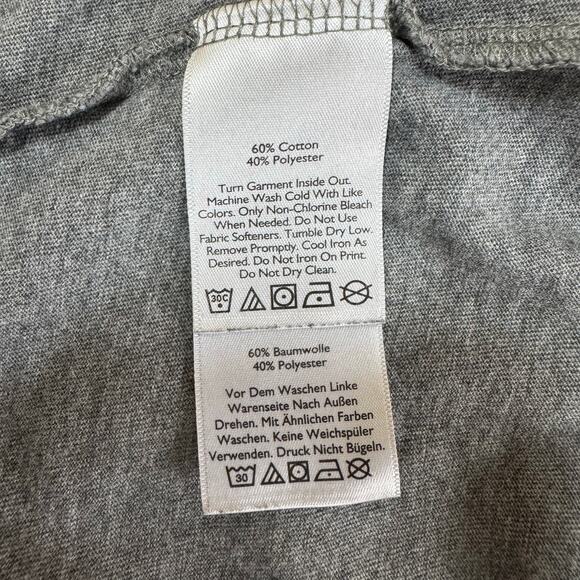 60% Cotton
40% Polyester
Turn Garment Inside Out.
Machine Wash Cold With Like
Colors. Only Non-Chlorine Bleach
When Needed. Do Not Use
Fabric Softeners. Tumble Dry Low.
Remove Promptly. Cool Iron As
Desired. Do Not Iron On Print.
Do Not Dry Clean.
30C
60% Baumwolle
40% Polyester
Vor Dem Waschen Linke
Warenseite Nach Außen
Drehen. Mit Ähnlichen Farben
Waschen. Keine Weichspüler
Verwenden. Druck Nicht Bügeln.
30